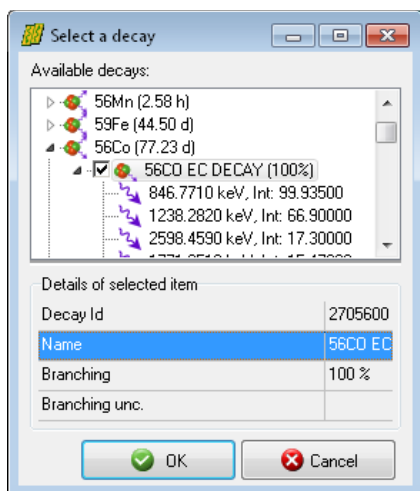 Select a decay
Available decays:
56Mn (2.58 h)
59Fe (44.50 d)
56Co (77.23 d)
56CO EC DECAY (100%)
846.7710 keV, Int: 99.93500
1238.2820 keV, Int: 66.90000
2598.4590 keV, Int: 17.30000
Details of selected item
Decay Id 2705600
Name 56CO EC
Branching 100 %
Branching unc.
OK Cancel